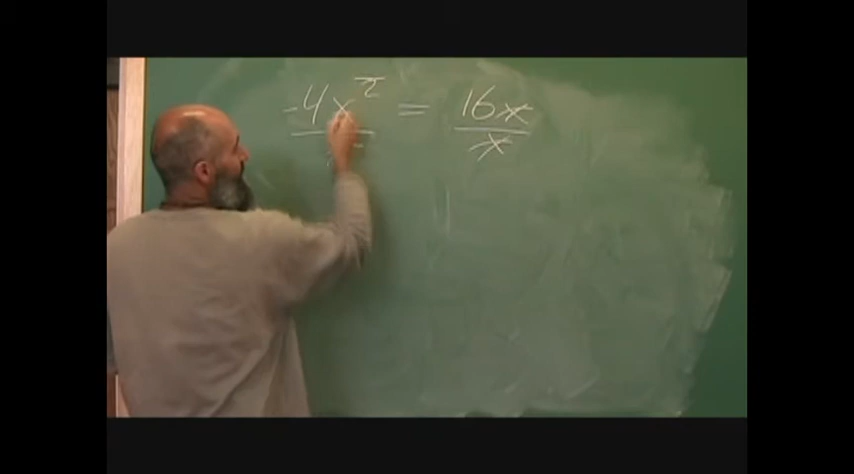 -4x² = 16x
x